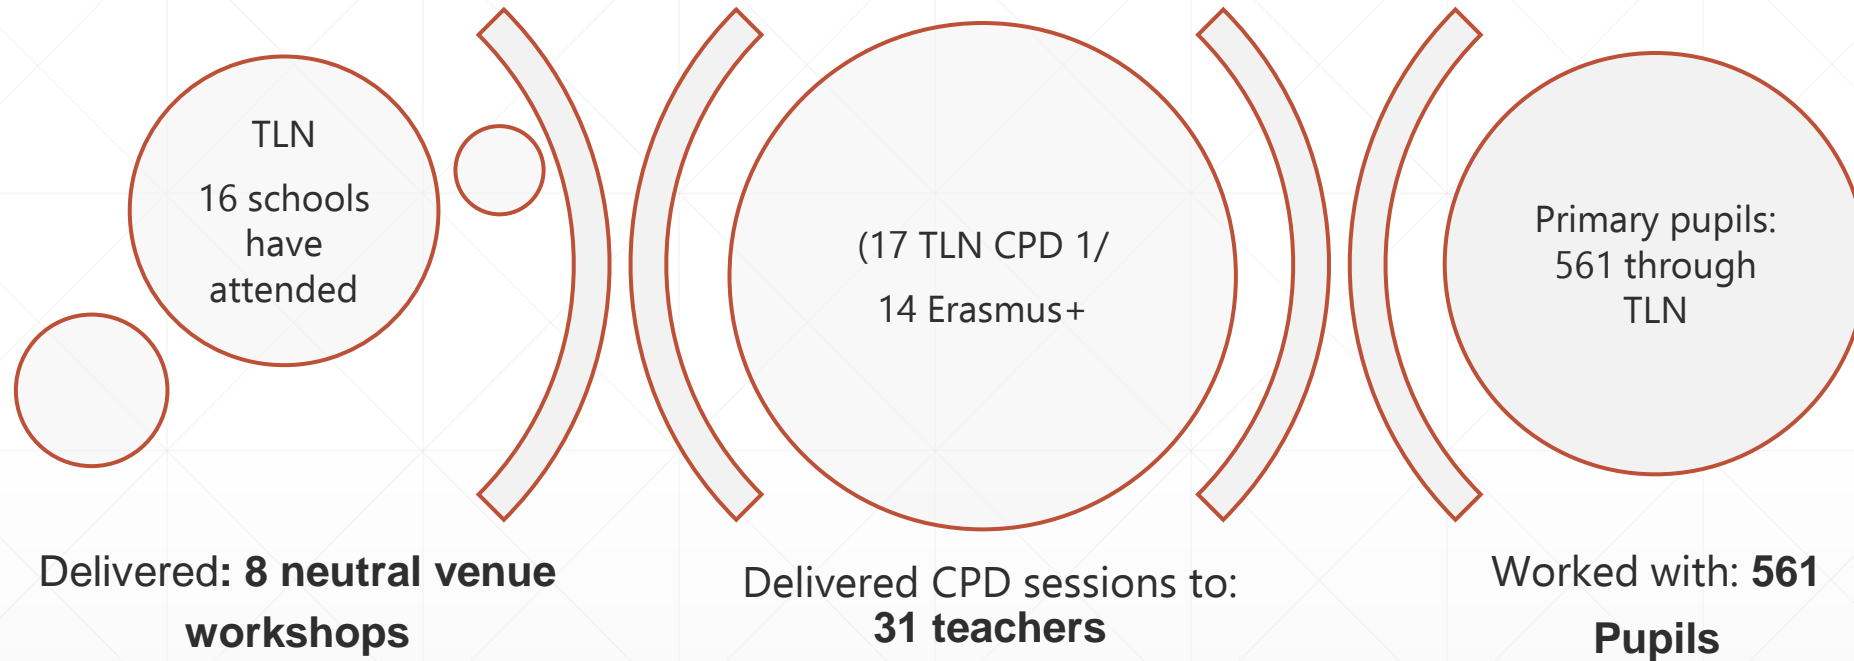 TLN
16 schools
have
attended
(17 TLN CPD 1/
14 Erasmus+
Primary pupils:
561 through
TLN
Delivered: 8 neutral venue
workshops
Delivered CPD sessions to:
31 teachers
Worked with: 561
Pupils